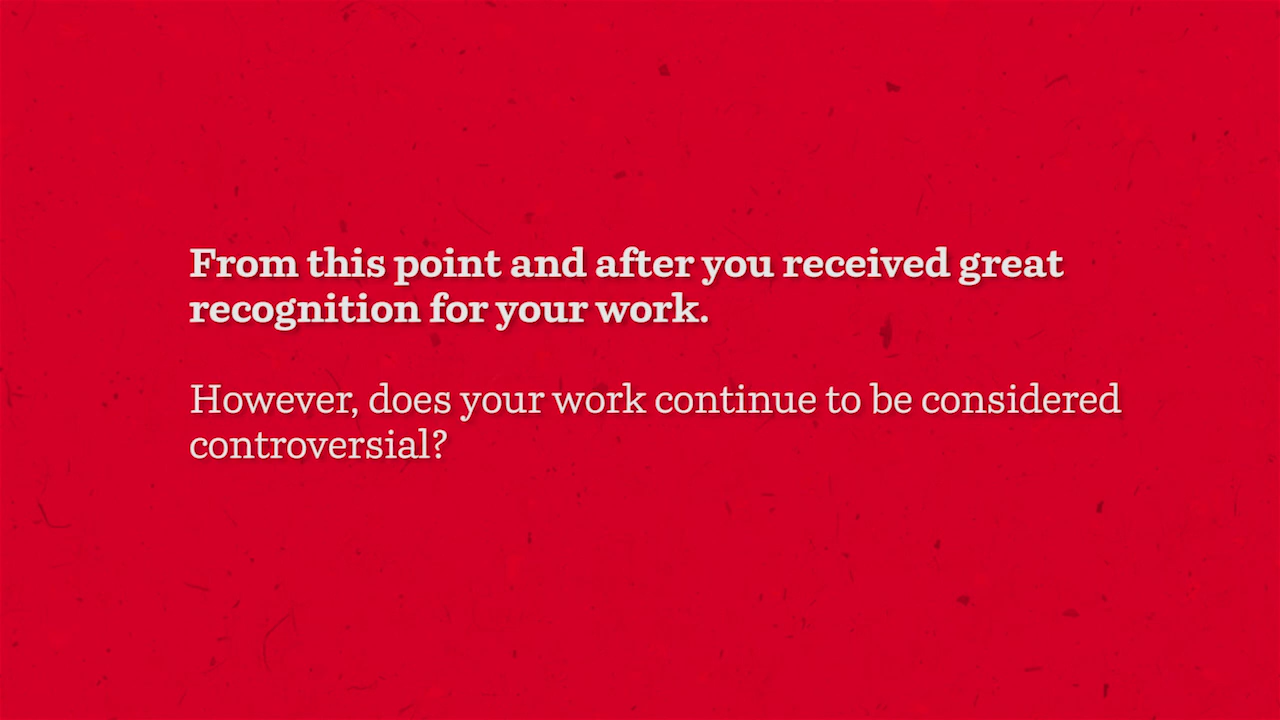 From this point and after you received great
recognition for your work.
However, does your work continue to be considered
controversial?